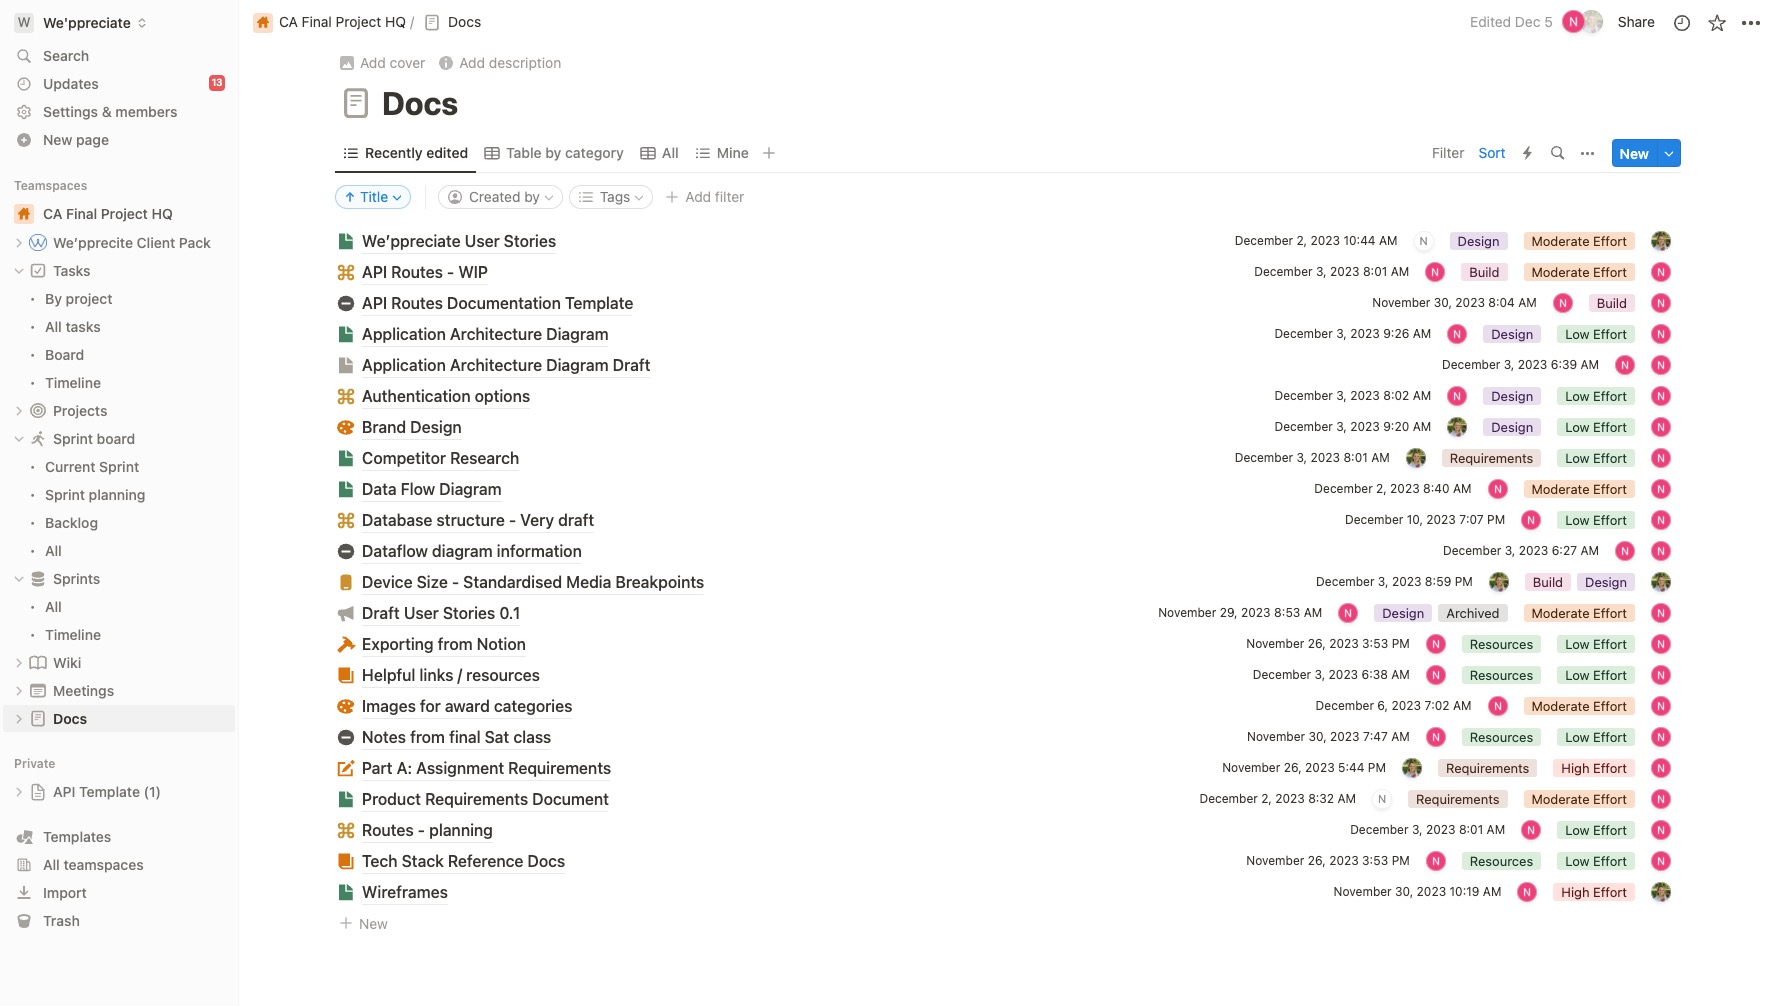 W We'ppreciate
Search
Updates 13
Settings & members
New page
Teamspaces
CA Final Project HQ
We'pprecite Client Pack
Tasks
By project
All tasks
Board
Timeline
Projects
Sprint board
Current Sprint
Sprint planning
Backlog
All
Sprints
All
Timeline
Wiki
Meetings
Docs
Private
API Template (1)
Templates
All teamspaces
Import
Trash
CA Final Project HQ / Docs
Edited Dec 5 N Share
Add cover Add description
Docs
Recently edited Table by category All Mine
Filter Sort New
Title Created by Tags Add filter
We'ppreciate User Stories December 2, 2023 10:44 AM N Design Moderate Effort
API Routes - WIP December 3, 2023 8:01 AM N Build Moderate Effort N
API Routes Documentation Template November 30, 2023 8:04 AM N Build N
Application Architecture Diagram December 3, 2023 9:26 AM N Design Low Effort N
Application Architecture Diagram Draft December 3, 2023 6:39 AM N N
Authentication options December 3, 2023 8:02 AM N Design Low Effort N
Brand Design December 3, 2023 9:20 AM Design Low Effort N
Competitor Research December 3, 2023 8:01 AM Requirements Low Effort N
Data Flow Diagram December 2, 2023 8:40 AM N Moderate Effort N
Database structure - Very draft December 10, 2023 7:07 PM N Low Effort N
Dataflow diagram information December 3, 2023 6:27 AM N N
Device Size - Standardised Media Breakpoints December 3, 2023 8:59 PM Build Design
Draft User Stories 0.1 November 29, 2023 8:53 AM N Design Archived Moderate Effort N
Exporting from Notion November 26, 2023 3:53 PM N Resources Low Effort N
Helpful links / resources December 3, 2023 6:38 AM N Resources Low Effort N
Images for award categories December 6, 2023 7:02 AM N Moderate Effort N
Notes from final Sat class November 30, 2023 7:47 AM N Resources Low Effort N
Part A: Assignment Requirements November 26, 2023 5:44 PM Requirements High Effort N
Product Requirements Document December 2, 2023 8:32 AM N Requirements Moderate Effort N
Routes - planning December 3, 2023 8:01 AM N Low Effort N
Tech Stack Reference Docs November 26, 2023 3:53 PM N Resources Low Effort N
Wireframes November 30, 2023 10:19 AM N High Effort
New